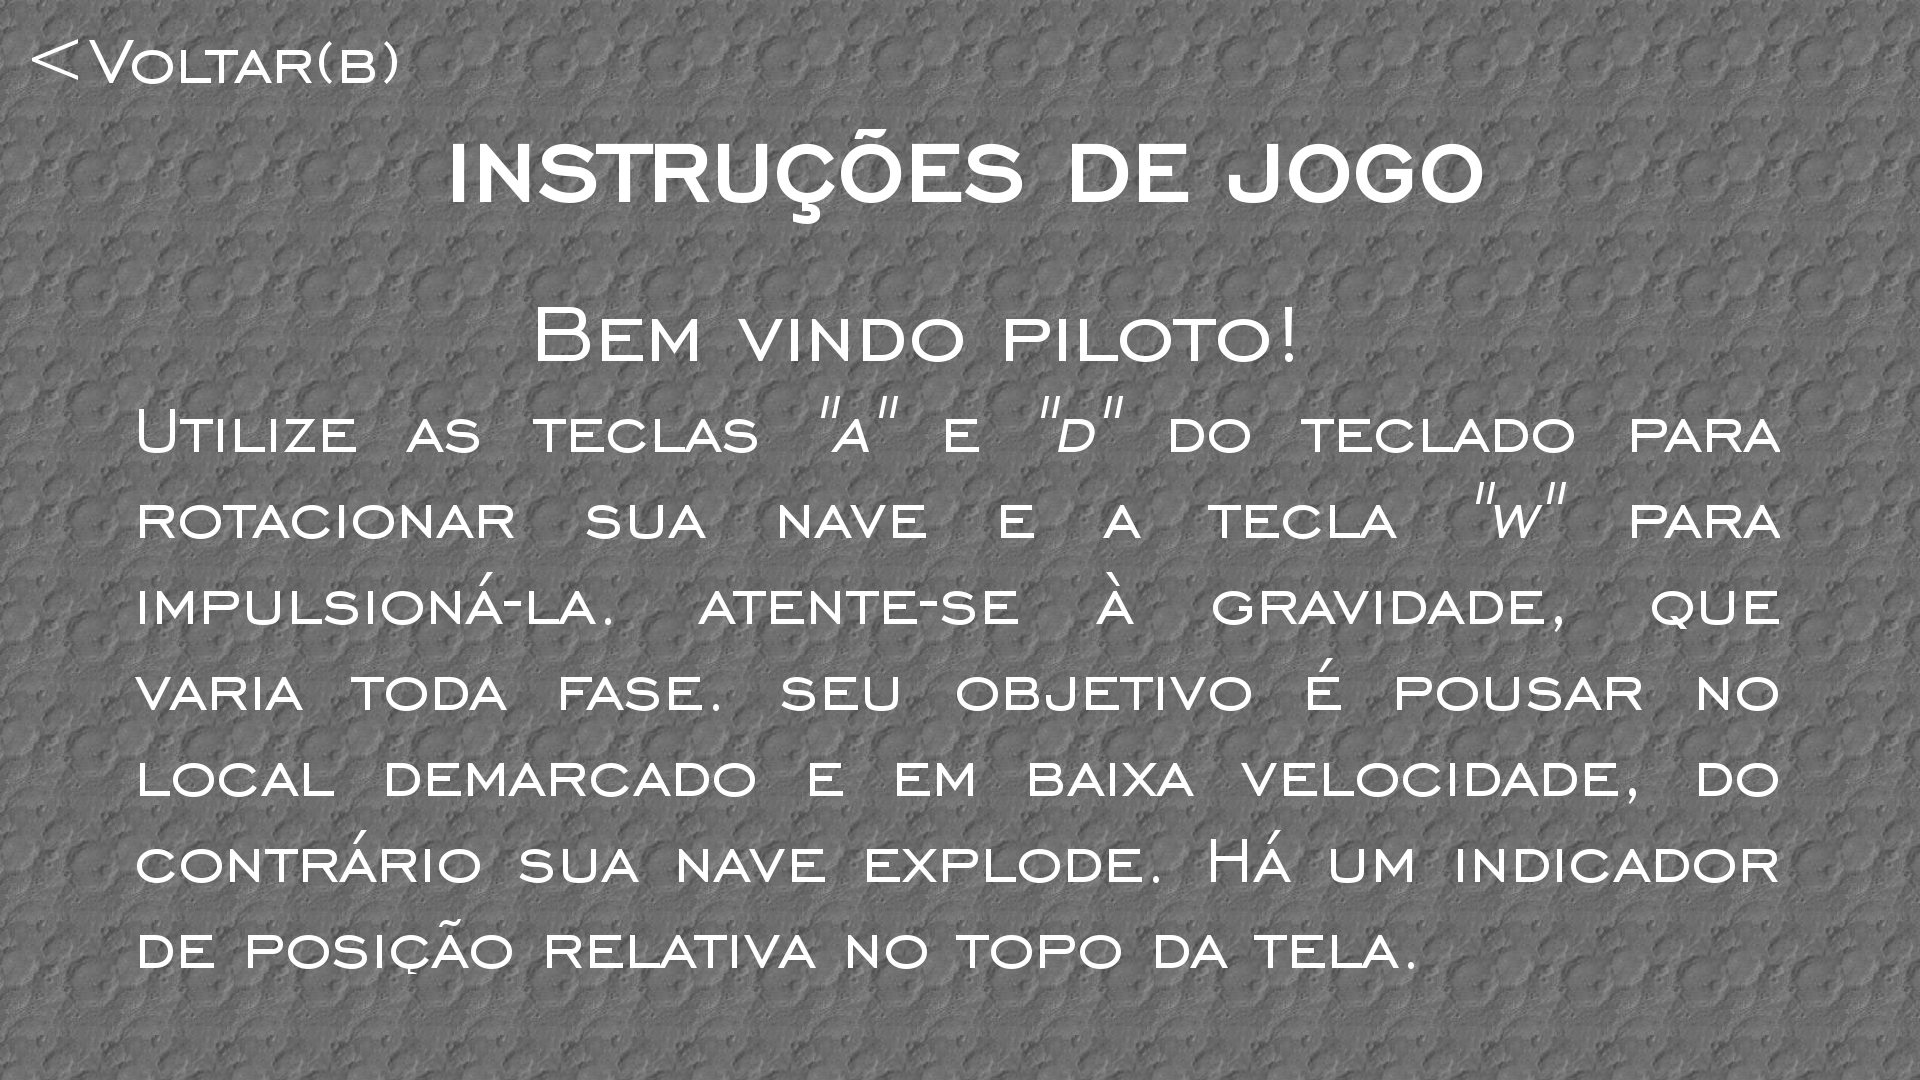 <Voltar(b)
INSTRUÇÕES DE JOGO
Bem vindo piloto!
Utilize as teclas "a" e "d" do teclado para
rotacionar sua nave e a tecla "w" para
impulsioná-la. atente-se à gravidade, que
varia toda fase. seu objetivo é pousar no
local demarcado e em baixa velocidade, do
contrário sua nave explode. Há um indicador
de posição relativa no topo da tela.